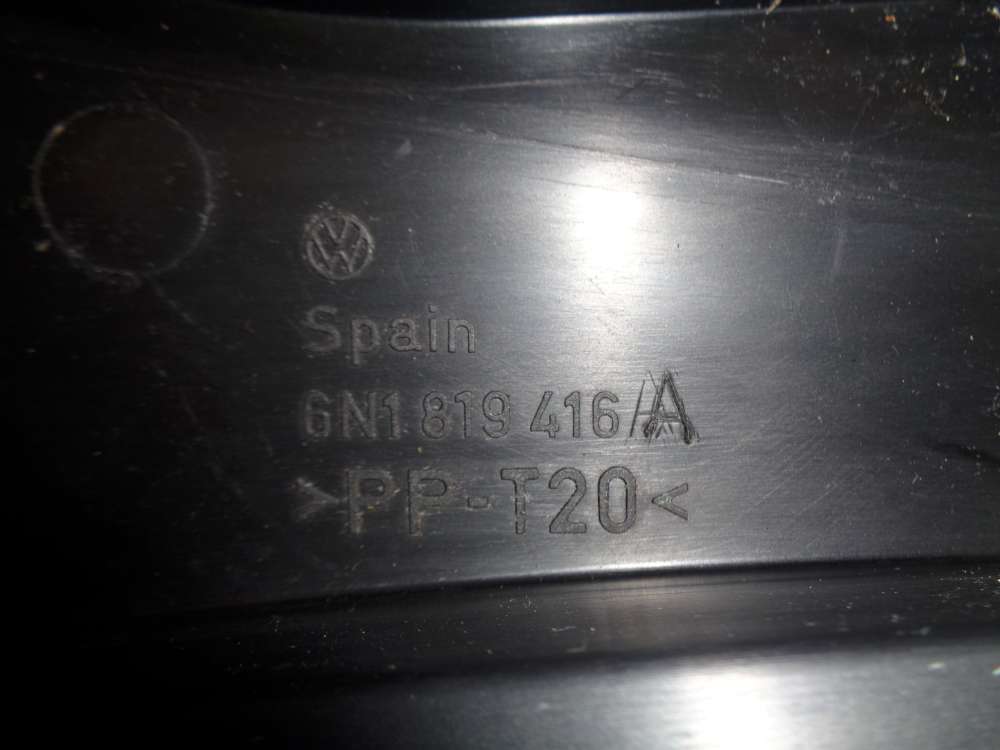 VW
Spain
6N1 819 416 A
>PP-T20<